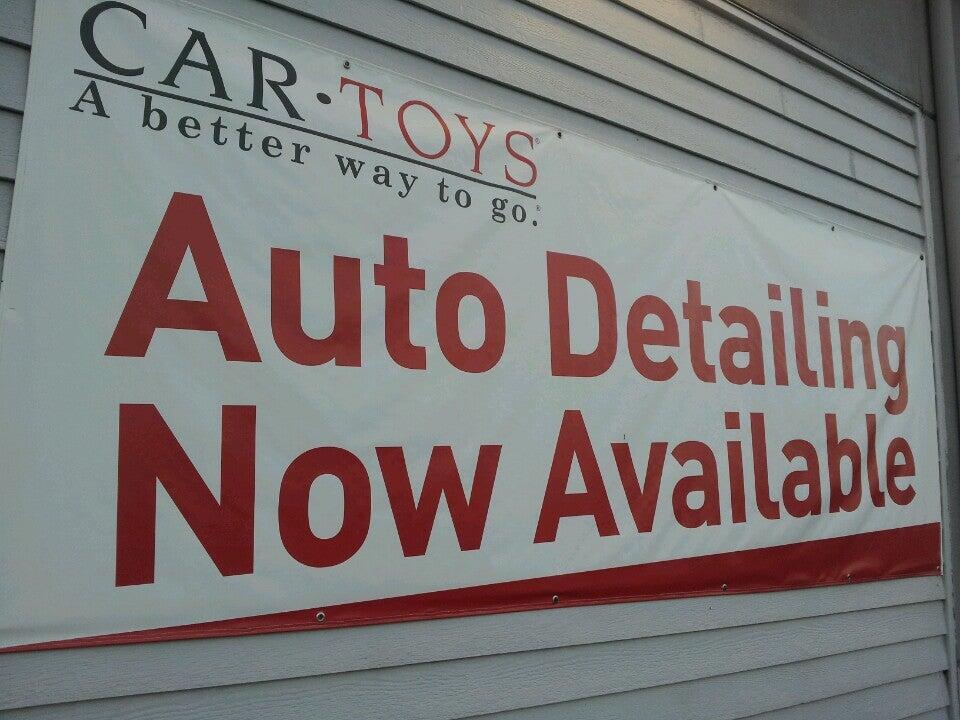 CAR·TOYS®
A better way to go.®
Auto Detailing
Now Available